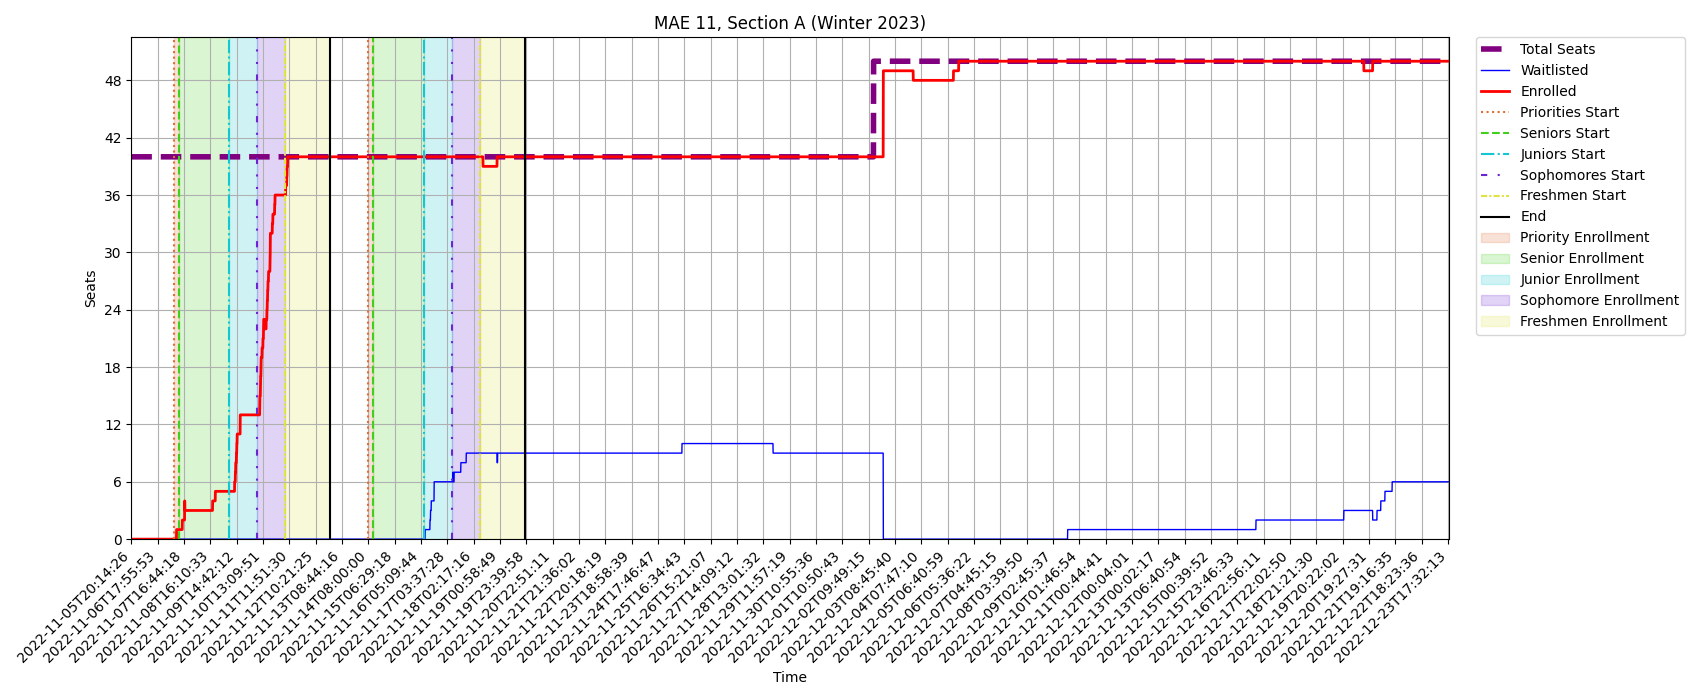 MAE 11, Section A (Winter 2023)
Seats
48
42
36
30
24
18
12
6
0
2022-11-05T20:14:26
2022-11-06T17:55:53
2022-11-07T16:44:18
2022-11-08T16:10:33
2022-11-09T14:42:12
2022-11-10T13:09:51
2022-11-11T11:51:30
2022-11-12T10:21:25
2022-11-13T08:44:16
2022-11-14T08:00:00
2022-11-15T06:29:18
2022-11-16T05:09:44
2022-11-17T03:37:28
2022-11-18T02:17:16
2022-11-19T00:58:49
2022-11-19T23:39:58
2022-11-20T22:51:11
2022-11-21T21:36:02
2022-11-22T20:18:19
2022-11-23T18:58:39
2022-11-24T17:46:47
2022-11-25T16:34:43
2022-11-26T15:21:07
2022-11-27T14:09:12
2022-11-28T13:01:32
2022-11-29T11:57:19
2022-11-30T10:55:36
2022-12-01T10:50:43
2022-12-02T09:49:15
2022-12-03T08:45:40
2022-12-04T07:47:10
2022-12-05T06:40:59
2022-12-06T05:36:22
2022-12-07T04:45:15
2022-12-08T03:39:50
2022-12-09T02:45:37
2022-12-10T01:46:54
2022-12-11T00:44:41
2022-12-12T00:04:01
2022-12-13T00:02:17
2022-12-13T06:40:54
2022-12-15T00:39:52
2022-12-15T23:46:33
2022-12-16T22:56:11
2022-12-17T22:02:50
2022-12-18T21:21:30
2022-12-19T20:22:02
2022-12-20T19:27:31
2022-12-21T19:16:35
2022-12-22T18:23:36
2022-12-23T17:32:13
Time
Total Seats
Waitlisted
Enrolled
Priorities Start
Seniors Start
Juniors Start
Sophomores Start
Freshmen Start
End
Priority Enrollment
Senior Enrollment
Junior Enrollment
Sophomore Enrollment
Freshmen Enrollment